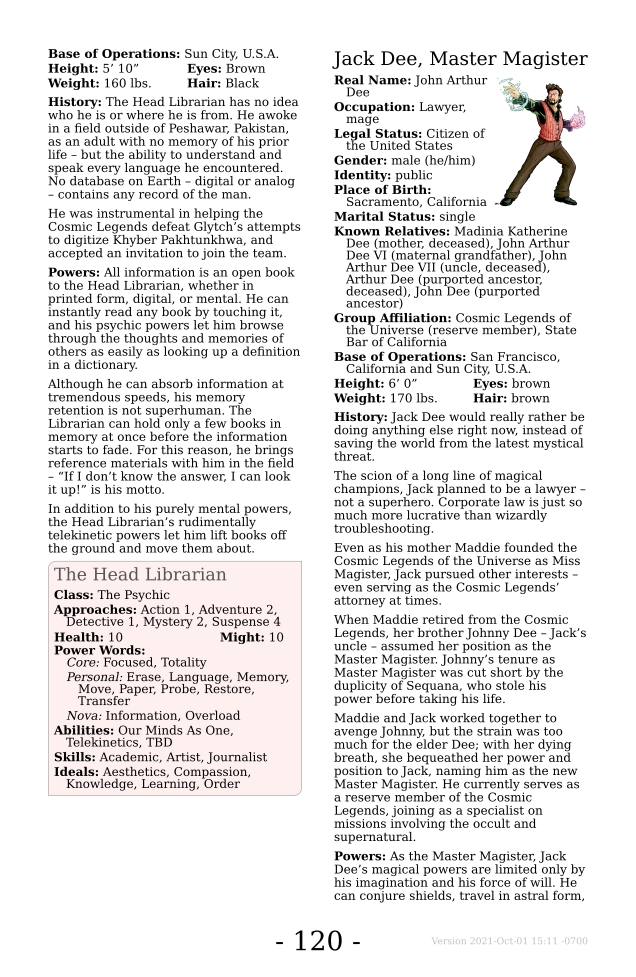 Base of Operations: Sun City, U.S.A.
Height: 5’ 10” Eyes: Brown
Weight: 160 lbs. Hair: Black
History: The Head Librarian has no idea
who he is or where he is from. He awoke
in a field outside of Peshawar, Pakistan,
as an adult with no memory of his prior
life – but the ability to understand and
speak every language he encountered.
No database on Earth – digital or analog
– contains any record of the man.
He was instrumental in helping the
Cosmic Legends defeat Glytch’s attempts
to digitize Khyber Pakhtunkhwa, and
accepted an invitation to join the team.
Powers: All information is an open book
to the Head Librarian, whether in
printed form, digital, or mental. He can
instantly read any book by touching it,
and his psychic powers let him browse
through the thoughts and memories of
others as easily as looking up a definition
in a dictionary.
Although he can absorb information at
tremendous speeds, his memory
retention is not superhuman. The
Librarian can hold only a few books in
memory at once before the information
starts to fade. For this reason, he brings
reference materials with him in the field
– “If I don’t know the answer, I can look
it up!” is his motto.
In addition to his purely mental powers,
the Head Librarian’s rudimentally
telekinetic powers let him lift books off
the ground and move them about.
The Head Librarian
Class: The Psychic
Approaches: Action 1, Adventure 2,
Detective 1, Mystery 2, Suspense 4
Health: 10 Might: 10
Power Words:
Core: Focused, Totality
Personal: Erase, Language, Memory,
Move, Paper, Probe, Restore,
Transfer
Nova: Information, Overload
Abilities: Our Minds As One,
Telekinetics, TBD
Skills: Academic, Artist, Journalist
Ideals: Aesthetics, Compassion,
Knowledge, Learning, Order
Jack Dee, Master Magister
Real Name: John Arthur
Dee
Occupation: Lawyer,
mage
Legal Status: Citizen of
the United States
Gender: male (he/him)
Identity: public
Place of Birth:
Sacramento, California
Marital Status: single
Known Relatives: Madinia Katherine
Dee (mother, deceased), John Arthur
Dee VI (maternal grandfather), John
Arthur Dee VII (uncle, deceased),
Arthur Dee (purported ancestor,
deceased), John Dee (purported
ancestor)
Group Affiliation: Cosmic Legends of
the Universe (reserve member), State
Bar of California
Base of Operations: San Francisco,
California and Sun City, U.S.A.
Height: 6’ 0” Eyes: brown
Weight: 170 lbs. Hair: brown
History: Jack Dee would really rather be
doing anything else right now, instead of
saving the world from the latest mystical
threat.
The scion of a long line of magical
champions, Jack planned to be a lawyer –
not a superhero. Corporate law is just so
much more lucrative than wizardly
troubleshooting.
Even as his mother Maddie founded the
Cosmic Legends of the Universe as Miss
Magister, Jack pursued other interests –
even serving as the Cosmic Legends’
attorney at times.
When Maddie retired from the Cosmic
Legends, her brother Johnny Dee – Jack’s
uncle – assumed her position as the
Master Magister. Johnny’s tenure as
Master Magister was cut short by the
duplicity of Sequana, who stole his
power before taking his life.
Maddie and Jack worked together to
avenge Johnny, but the strain was too
much for the elder Dee; with her dying
breath, she bequeathed her power and
position to Jack, naming him as the new
Master Magister. He currently serves as
a reserve member of the Cosmic
Legends, joining as a specialist on
missions involving the occult and
supernatural.
Powers: As the Master Magister, Jack
Dee’s magical powers are limited only by
his imagination and his force of will. He
can conjure shields, travel in astral form,
- 120 -
Version 2021-Oct-01 15:11 -0700